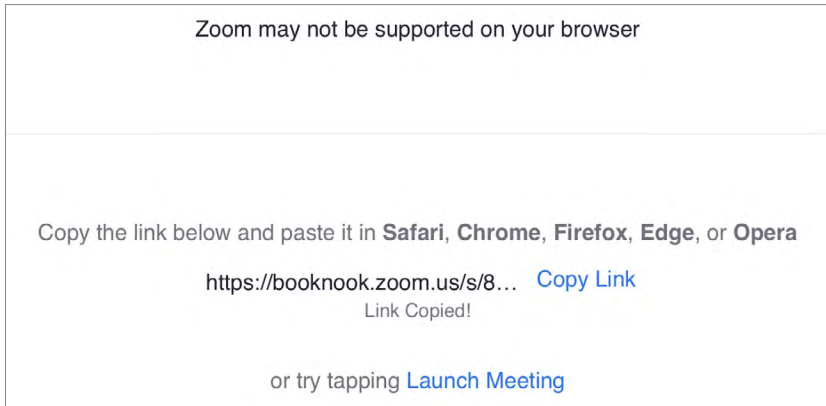 Zoom may not be supported on your browser
Copy the link below and paste it in Safari, Chrome, Firefox, Edge, or Opera
https://booknook.zoom.us/s/8… Copy Link
Link Copied!
or try tapping Launch Meeting